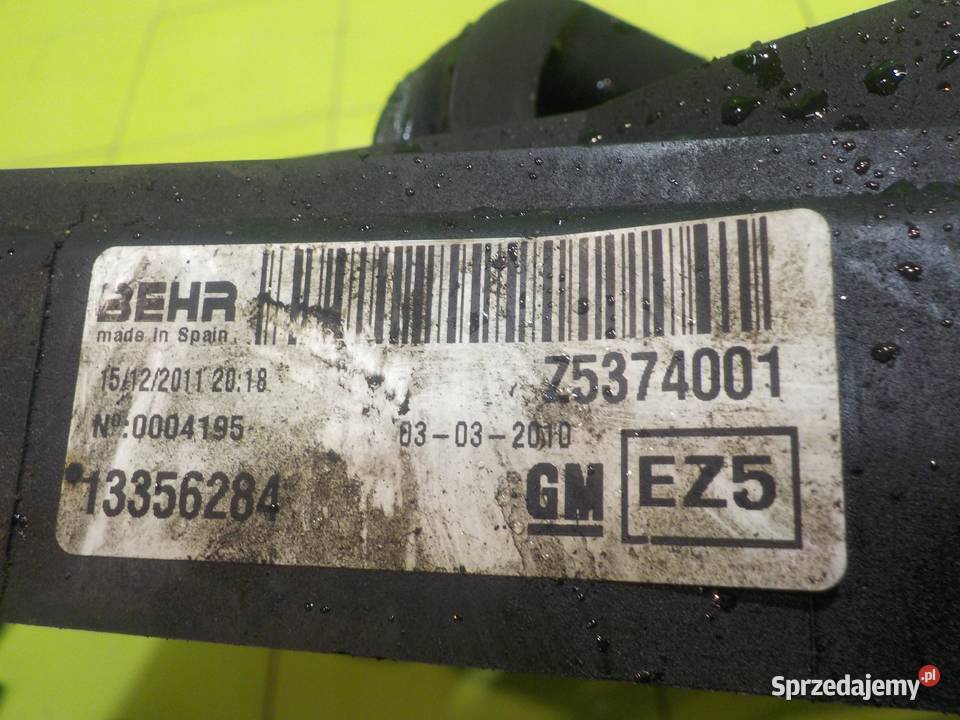 BEHR
made in Spain
15/12/2011 20:18
Nº:0004195
13356284
Z5374001
03-03-2010
GM
EZ5
Sprzedajemy.pl